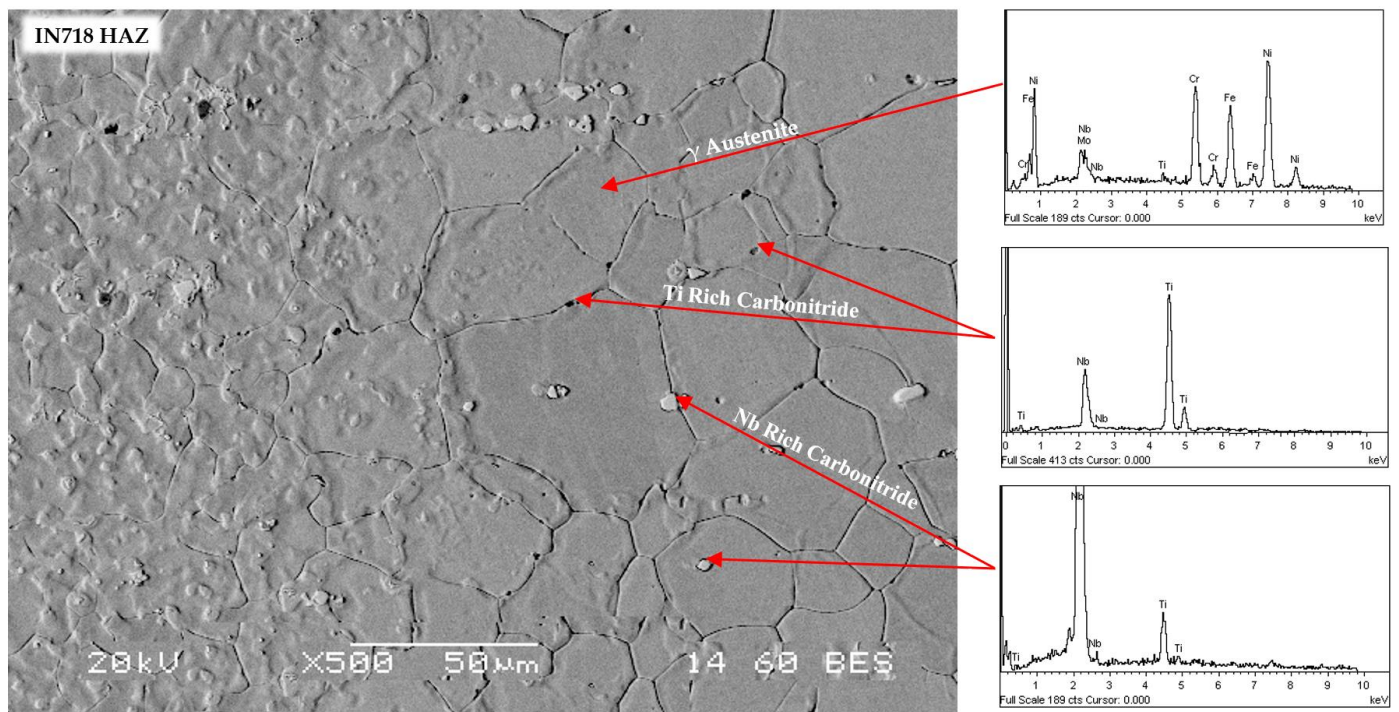 IN718 HAZ
γ Austenite
Ti Rich Carbonitride
Nb Rich Carbonitride
20kV X500 50µm 14 60 BES
Ni
Ni
Cr
Fe
Fe
Nb
Mo
Cr
Nb
Ti
Cr
Fe
Ni
0 1 2 3 4 5 6 7 8 9 10
Full Scale 189 cts Cursor: 0.000 keV
Ti
Nb
Ti
Ti
Nb
0 1 2 3 4 5 6 7 8 9 10
Full Scale 413 cts Cursor: 0.000 keV
Nb
Ti
Nb
Ti
Ti
1 2 3 4 5 6 7 8 9 10
Full Scale 189 cts Cursor: 0.000 keV